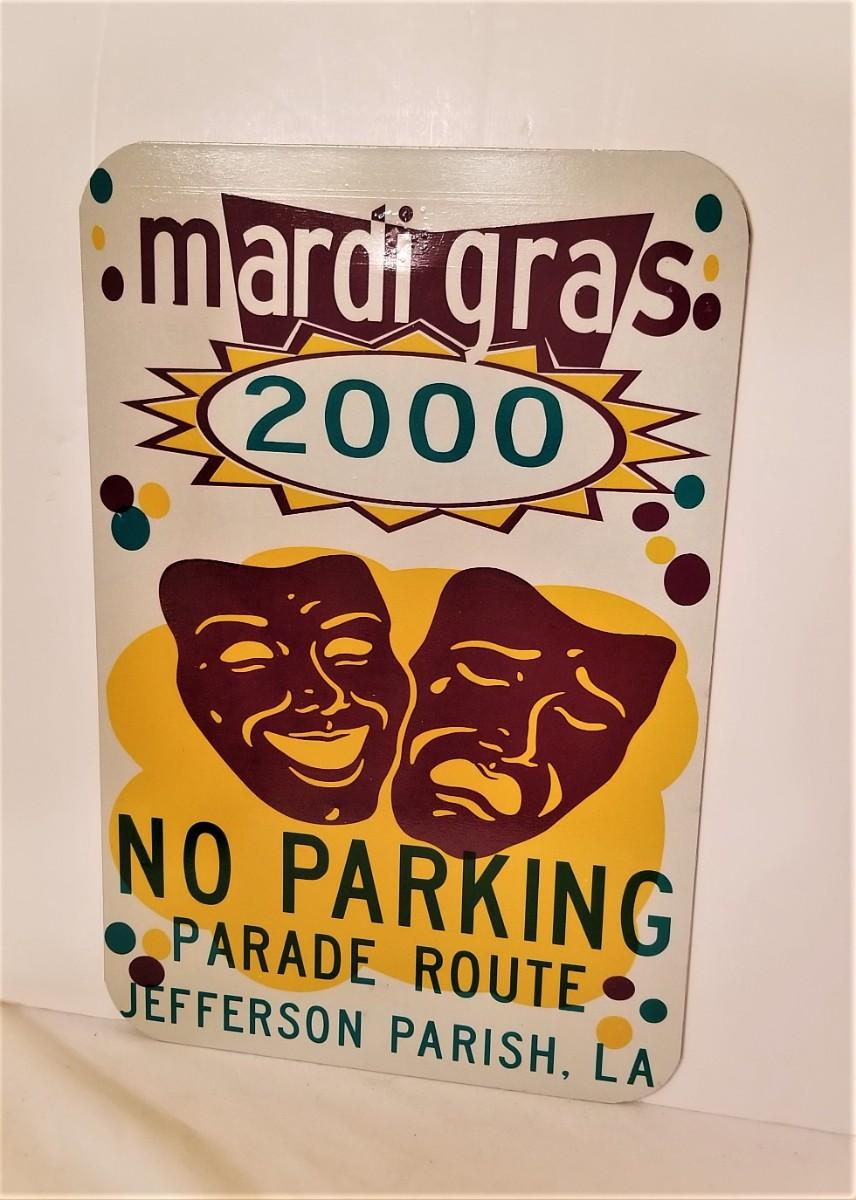 mardi gras
2000
NO PARKING
PARADE ROUTE
JEFFERSON PARISH, LA